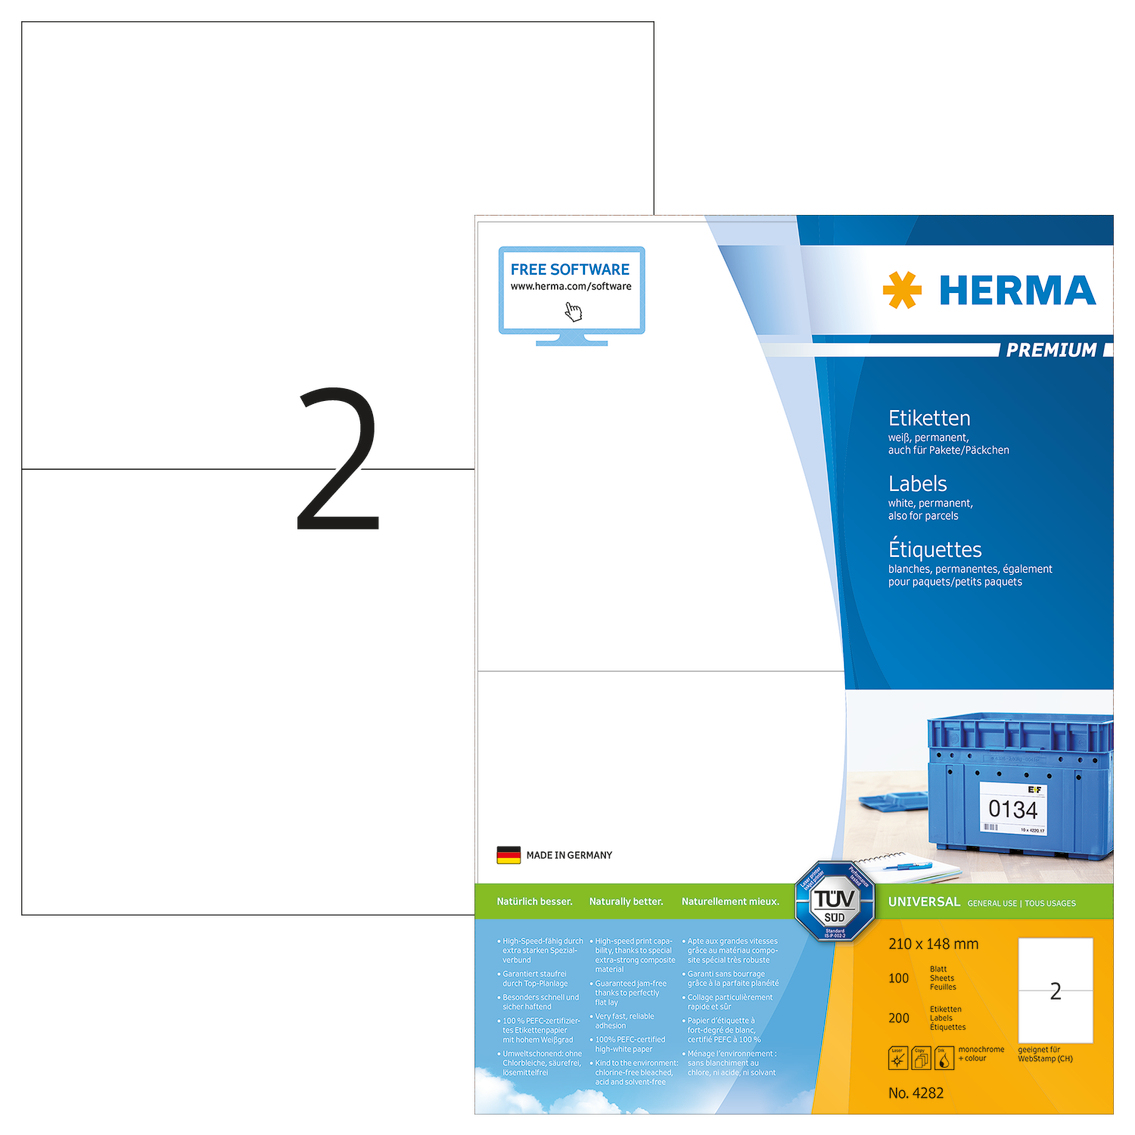 2
FREE SOFTWARE
www.herma.com/software
HERMA
PREMIUM
Etiketten
weiß, permanent,
auch für Pakete/Päckchen
Labels
white, permanent,
also for parcels
Étiquettes
blanches, permanentes, également
pour paquets/petits paquets
E+F
0134
MADE IN GERMANY
Natürlich besser.
Naturally better.
Naturellement mieux.
TÜV
SÜD
Standard
UNIVERSAL GENERAL USE | TOUS USAGES
• High-Speed-fähig durch
extra starken Spezial-
verbund
• Garantiert staufrei
durch Top-Planlage
• Besonders schnell und
sicher haftend
• 100 % PEFC-zertifizier-
tes Etikettenpapier
mit hohem Weißgrad
• Umweltschonend: ohne
Chlorbleiche, säurefrei,
lösemittelfrei
• High-speed print capa-
bility, thanks to special
extra-strong composite
material
• Guaranteed jam-free
thanks to perfectly
flat lay
• Very fast, reliable
adhesion
• 100% PEFC-certified
high-white paper
• Kind to the environment:
chlorine-free bleached,
acid and solvent-free
• Apte aux grandes vitesses
grâce au matériau compo-
site spécial très robuste
• Garanti sans bourrage
grâce à la parfaite planéité
• Collage particulièrement
rapide et sûr
• Papier d'étiquette à
fort-degré de blanc,
certifié PEFC à 100 %
• Ménage l'environnement :
sans blanchiment au
chlore, ni acide, ni solvant
210 x 148 mm
100
Blatt
Sheets
Feuilles
200
Etiketten
Labels
Étiquettes
2
Laser
Copy
Ink
monochrome
+ colour
geeignet für
WebStamp (CH)
No. 4282